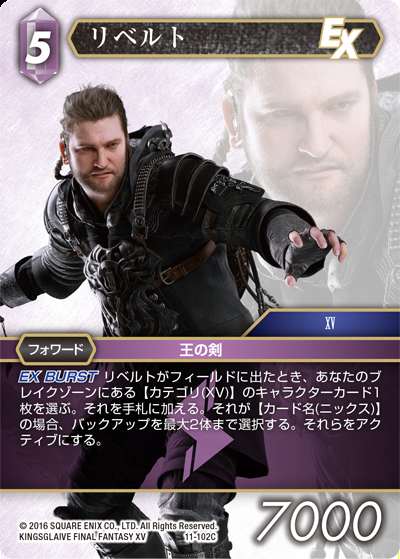 5
リベルト
EX
XV
フォワード
王の剣
EX BURST リベルトがフィールドに出たとき、あなたのブ
レイクゾーンにある【カテゴリ(XV)】のキャラクターカード1
枚を選ぶ。それを手札に加える。それが【カード名(ニックス)】
の場合、バックアップを最大2体まで選択する。それらをアク
ティブにする。
© 2016 SQUARE ENIX CO., LTD. All Rights Reserved.
KINGSGLAIVE FINAL FANTASY XV
11-102C
7000